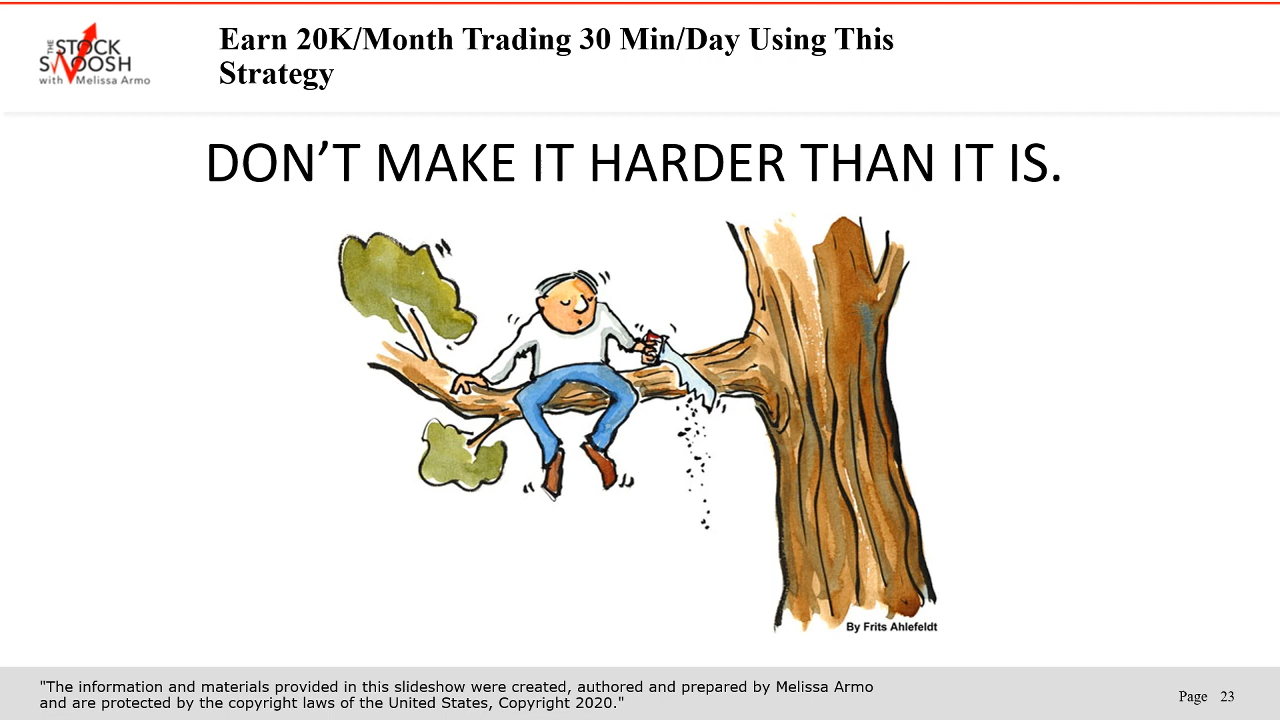 THE
STOCK
SWOOSH
with Melissa Armo
Earn 20K/Month Trading 30 Min/Day Using This
Strategy
DON’T MAKE IT HARDER THAN IT IS.
By Frits Ahlefeldt
"The information and materials provided in this slideshow were created, authored and prepared by Melissa Armo
and are protected by the copyright laws of the United States, Copyright 2020."
Page 23